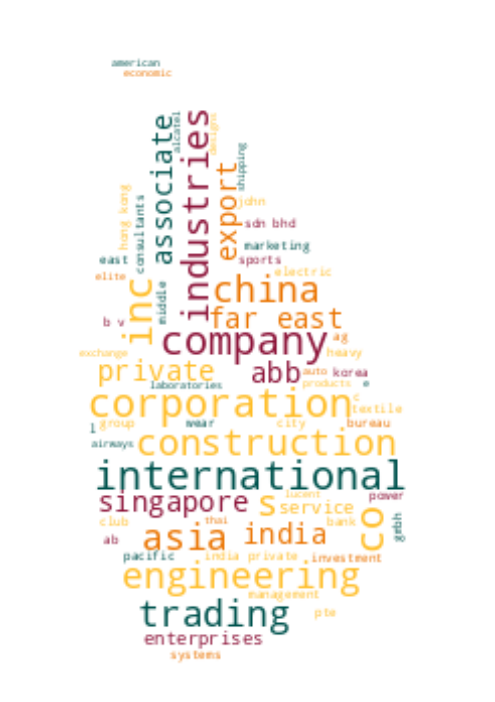 american
economic
associate
alcatel
industries
designs
shipping
export
hong kong
consultants
john
sdn bhd
marketing
east
sports
elite
middle
electric
inc
china
b v
far east
company
ag
exchange
heavy
private
abb
auto
korea
laboratories
products
e
corporation
c
textile
l
group
wear
city
bureau
airways
construction
international
singapore
s
lucent
power
service
co
club
thai
bank
gmbh
ab
asia
india
pacific
india private
investment
engineering
management
trading
pte
enterprises
systems